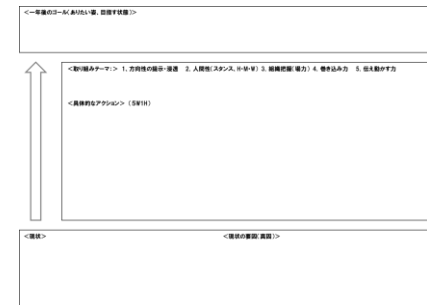 <一年後のゴール(ありたい姿、目指す状態)>
<取り組みテーマ:> 1、方向性の提示・浸透 2、人間性(スタンス、H・M・W) 3、組織把握(場力) 4、巻き込み力 5、伝え動かす力
<具体的なアクション> (5W1H)
<現状> <現状の要因(真因)>